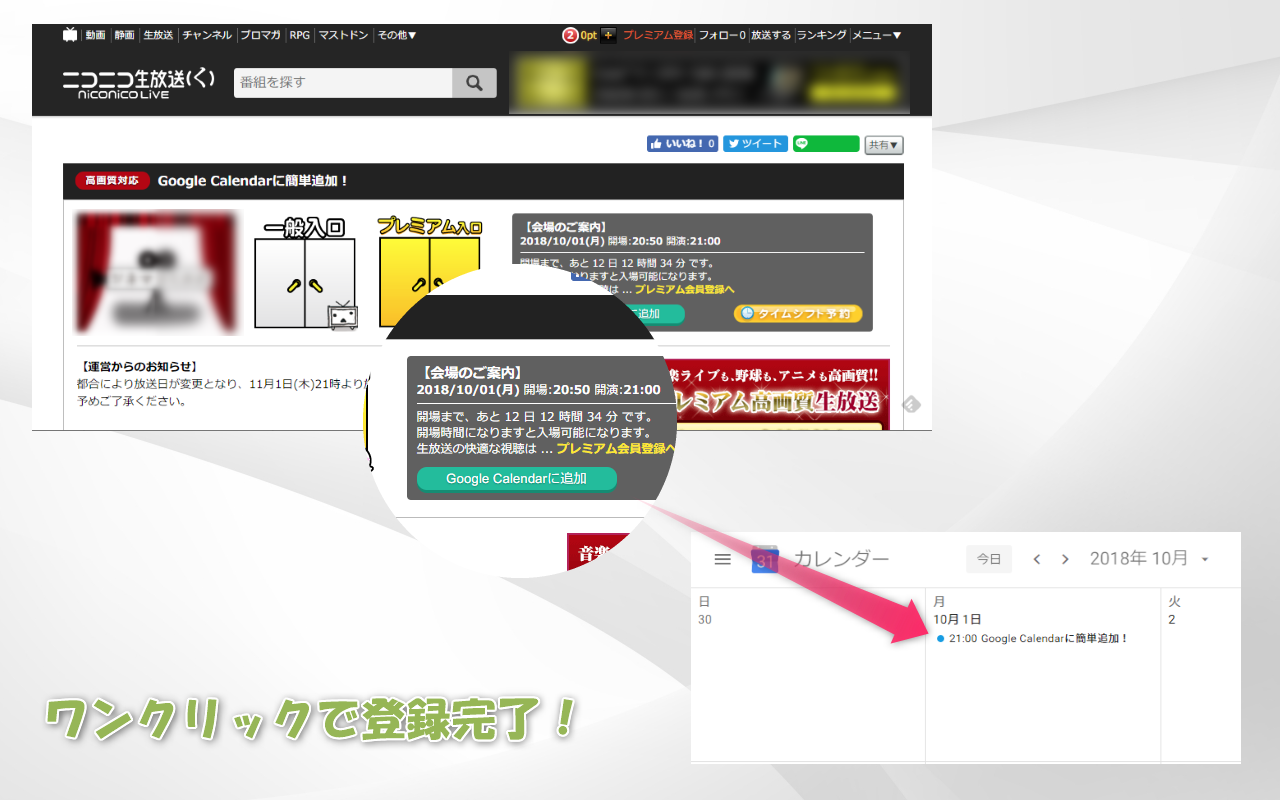 動画 静画 生放送 チャンネル ブロマガ RPG マストドン その他▼
2 0pt + プレミアム登録 フォロー0 放送する ランキング メニュー▼
ニコニコ生放送(く)
niconico LIVE
番組を探す
いいね！ 0 ツイート LINE 共有▼
高画質対応 Google Calendarに簡単追加！
一般入口
プレミアム入口
【会場のご案内】
2018/10/01(月) 開場:20:50 開演:21:00
開場まで、あと 12 日 12 時間 34 分 です。
りますと入場可能になります。
聴は ... プレミアム会員登録へ
に追加
タイムシフト予約
【運営からのお知らせ】
都合により放送日が変更となり、11月1日(木)21時より
予めご了承ください。
楽ライブも、野球も、アニメも高画質!!
レミアム高画質生放送
【会場のご案内】
2018/10/01(月) 開場:20:50 開演:21:00
開場まで、あと 12 日 12 時間 34 分 です。
開場時間になりますと入場可能になります。
生放送の快適な視聴は ... プレミアム会員登録へ
Google Calendarに追加
音楽
31 カレンダー 今日 2018年 10月
日 月 火
30 10月 1日 2
21:00 Google Calendarに簡単追加！
ワンクリックで登録完了！